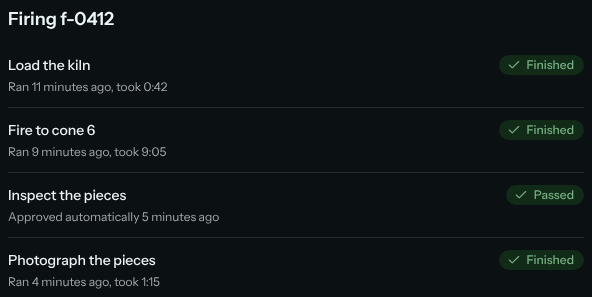 Firing f-0412
Load the kiln
Finished
Ran 11 minutes ago, took 0:42
Fire to cone 6
Finished
Ran 9 minutes ago, took 9:05
Inspect the pieces
Passed
Approved automatically 5 minutes ago
Photograph the pieces
Finished
Ran 4 minutes ago, took 1:15